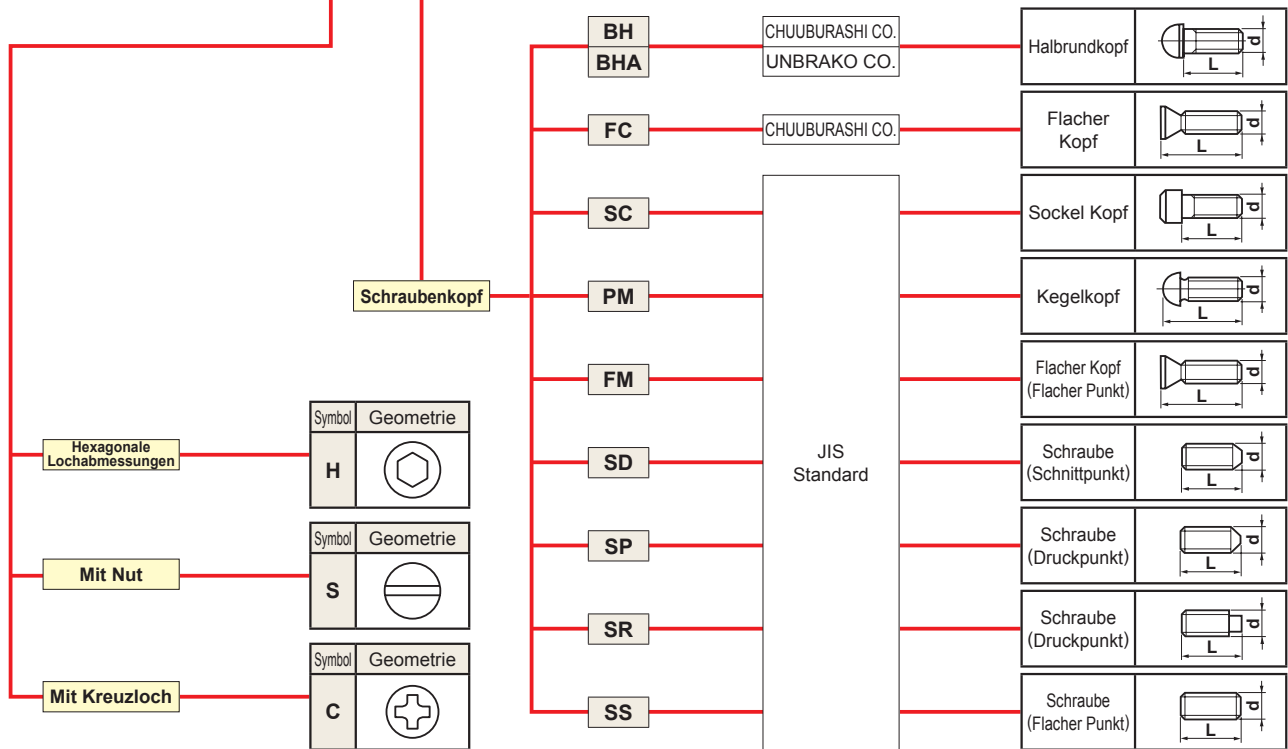 BH
CHUUBURASHI CO.
BHA
UNBRAKO CO.
Halbrundkopf
L
d
FC
CHUUBURASHI CO.
Flacher
Kopf
L
d
SC
Sockel Kopf
L
d
Schraubenkopf
PM
Kegelkopf
L
d
FM
Flacher Kopf
(Flacher Punkt)
L
d
JIS
Standard
SD
Schraube
(Schnittpunkt)
L
d
SP
Schraube
(Druckpunkt)
L
d
SR
Schraube
(Druckpunkt)
L
d
SS
Schraube
(Flacher Punkt)
L
d
Hexagonale
Lochabmessungen
Symbol Geometrie
H
Mit Nut
Symbol Geometrie
S
Mit Kreuzloch
Symbol Geometrie
C